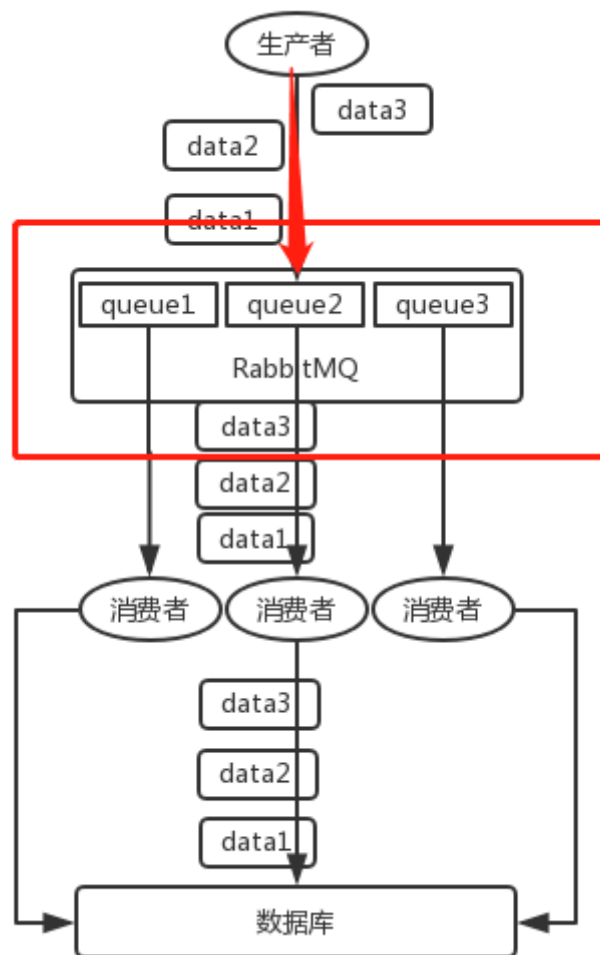 生产者
data3
data2
data1
queue1 queue2 queue3
RabbitMQ
data3
data2
data1
消费者 消费者 消费者
data3
data2
data1
数据库